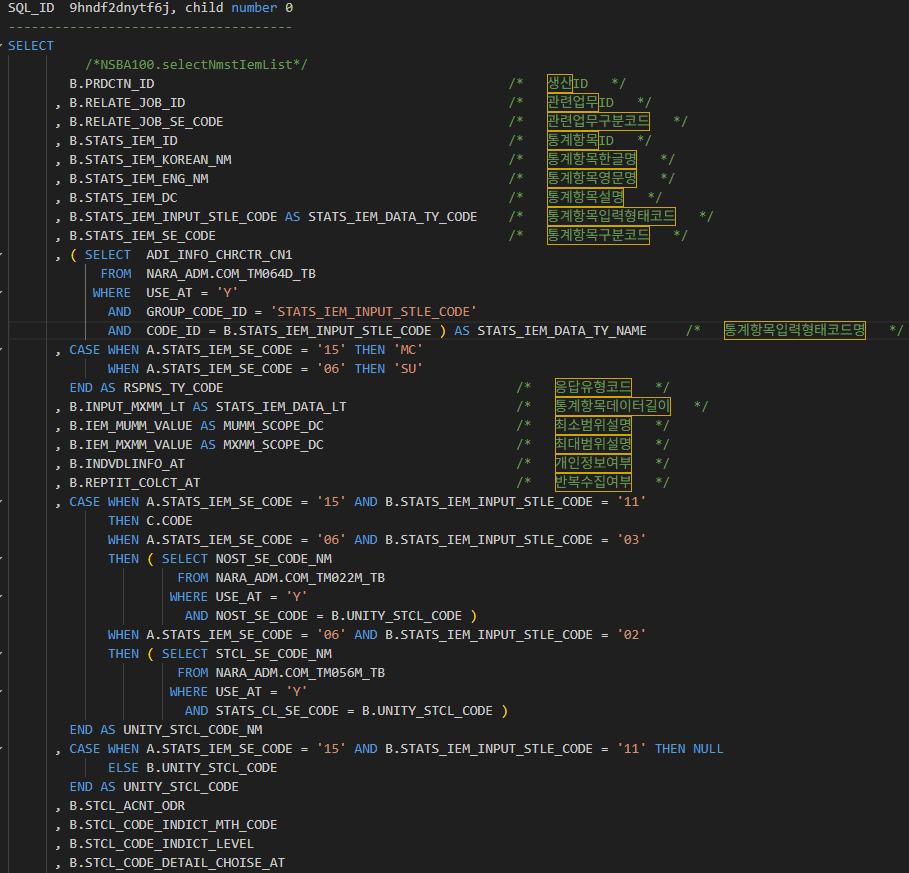 SQL_ID  9hndf2dnytf6j, child number 0
-------------------------------------
SELECT
/*NSBA100.selectNmstIemList*/
B.PRDCTN_ID /* 생산ID */
, B.RELATE_JOB_ID /* 관련업무ID */
, B.RELATE_JOB_SE_CODE /* 관련업무구분코드 */
, B.STATS_IEM_ID /* 통계항목ID */
, B.STATS_IEM_KOREAN_NM /* 통계항목한글명 */
, B.STATS_IEM_ENG_NM /* 통계항목영문명 */
, B.STATS_IEM_DC /* 통계항목설명 */
, B.STATS_IEM_INPUT_STLE_CODE AS STATS_IEM_DATA_TY_CODE /* 통계항목입력형태코드 */
, B.STATS_IEM_SE_CODE /* 통계항목구분코드 */
, ( SELECT ADI_INFO_CHRCTR_CN1
FROM NARA_ADM.COM_TM064D_TB
WHERE USE_AT = 'Y'
AND GROUP_CODE_ID = 'STATS_IEM_INPUT_STLE_CODE'
AND CODE_ID = B.STATS_IEM_INPUT_STLE_CODE ) AS STATS_IEM_DATA_TY_NAME /* 통계항목입력형태코드명 */
, CASE WHEN A.STATS_IEM_SE_CODE = '15' THEN 'MC'
WHEN A.STATS_IEM_SE_CODE = '06' THEN 'SU'
END AS RSPNS_TY_CODE /* 응답유형코드 */
, B.INPUT_MXMM_LT AS STATS_IEM_DATA_LT /* 통계항목데이터길이 */
, B.IEM_MUMM_VALUE AS MUMM_SCOPE_DC /* 최소범위설명 */
, B.IEM_MXMM_VALUE AS MXMM_SCOPE_DC /* 최대범위설명 */
, B.INDVDLINFO_AT /* 개인정보여부 */
, B.REPTIT_COLCT_AT /* 반복수집여부 */
, CASE WHEN A.STATS_IEM_SE_CODE = '15' AND B.STATS_IEM_INPUT_STLE_CODE = '11'
THEN C.CODE
WHEN A.STATS_IEM_SE_CODE = '06' AND B.STATS_IEM_INPUT_STLE_CODE = '03'
THEN ( SELECT NOST_SE_CODE_NM
FROM NARA_ADM.COM_TM022M_TB
WHERE USE_AT = 'Y'
AND NOST_SE_CODE = B.UNITY_STCL_CODE )
WHEN A.STATS_IEM_SE_CODE = '06' AND B.STATS_IEM_INPUT_STLE_CODE = '02'
THEN ( SELECT STCL_SE_CODE_NM
FROM NARA_ADM.COM_TM056M_TB
WHERE USE_AT = 'Y'
AND STATS_CL_SE_CODE = B.UNITY_STCL_CODE )
END AS UNITY_STCL_CODE_NM
, CASE WHEN A.STATS_IEM_SE_CODE = '15' AND B.STATS_IEM_INPUT_STLE_CODE = '11' THEN NULL
ELSE B.UNITY_STCL_CODE
END AS UNITY_STCL_CODE
, B.STCL_ACNT_ODR
, B.STCL_CODE_INDICT_MTH_CODE
, B.STCL_CODE_INDICT_LEVEL
, B.STCL_CODE_DETAIL_CHOISE_AT